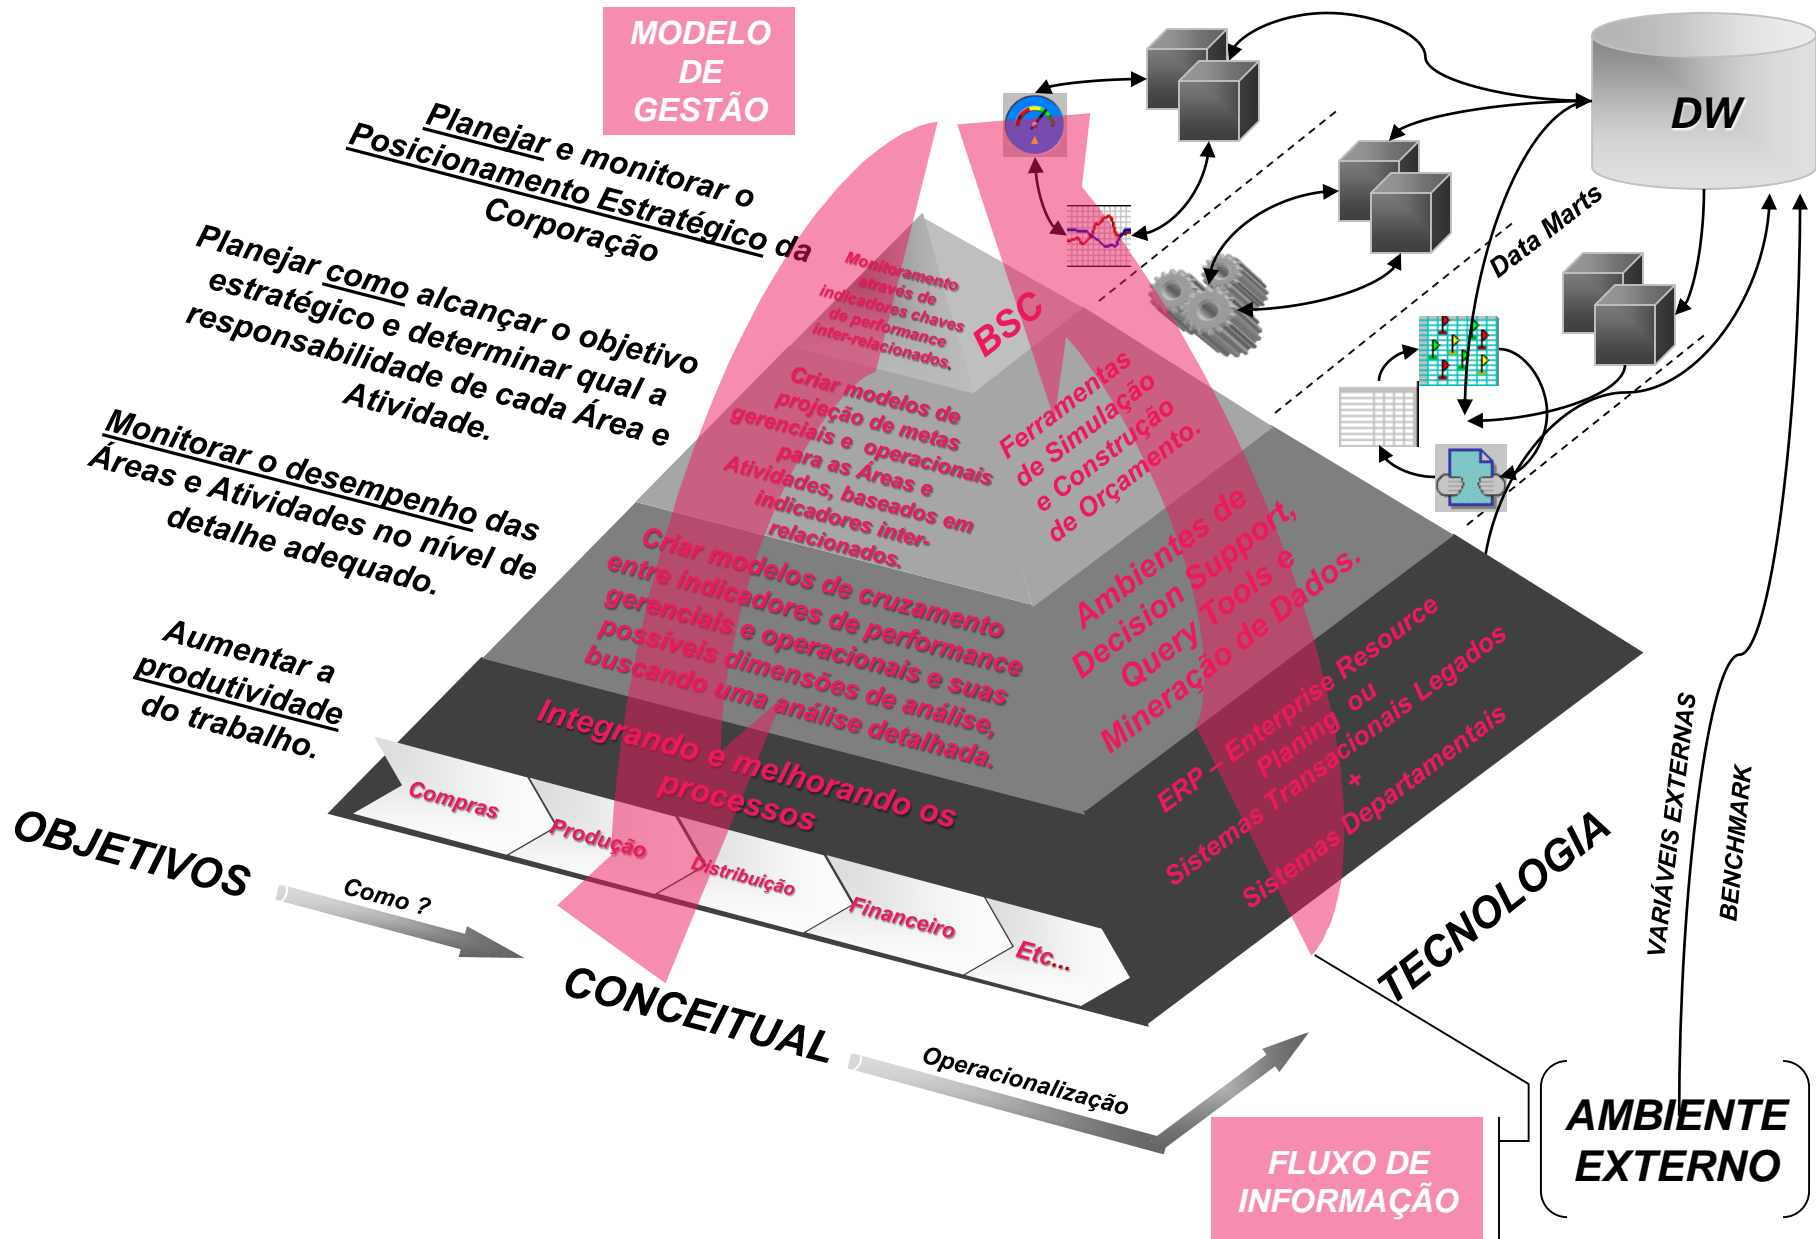 MODELO
DE
GESTÃO
Planejar e monitorar o
Posicionamento Estratégico da
Corporação
Planejar como alcançar o objetivo
estratégico e determinar qual a
responsabilidade de cada Área e
Atividade.
Monitorar o desempenho das
Áreas e Atividades no nível de
detalhe adequado.
Aumentar a
produtividade
do trabalho.
Monitoramento
através de
indicadores chaves
de performance
inter-relacionados.
BSC
Criar modelos de
projeção de metas
gerenciais e operacionais
para as Áreas e
Atividades, baseados em
indicadores inter-
relacionados.
Ferramentas
de Simulação
e Construção
de Orçamento.
Criar modelos de cruzamento
entre indicadores de performance
gerenciais e operacionais e suas
possíveis dimensões de análise,
buscando uma análise detalhada.
Ambientes de
Decision Support,
Query Tools e
Mineração de Dados.
Integrando e melhorando os
processos
ERP – Enterprise Resource
Planing ou
Sistemas Transacionais Legados
+
Sistemas Departamentais
Compras
Produção
Distribuição
Financeiro
Etc...
OBJETIVOS
Como ?
CONCEITUAL
Operacionalização
TECNOLOGIA
DW
Data Marts
VARIÁVEIS EXTERNAS
BENCHMARK
AMBIENTE
EXTERNO
FLUXO DE
INFORMAÇÃO